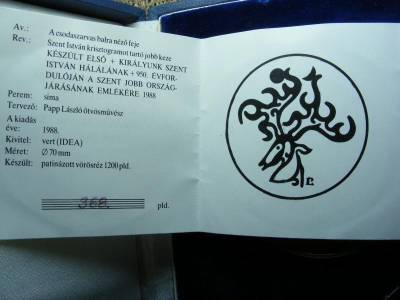 Av.: A csodaszarvas balra néző feje
Rev.: Szent István krisztogramot tartó jobb keze
KÉSZÜLT ELSŐ + KIRÁLYUNK SZENT
ISTVÁN HALÁLÁNAK + 950. ÉVFOR-
DULÓJÁN A SZENT JOBB ORSZÁG-
JÁRÁSÁNAK EMLÉKÉRE 1988
Perem: sima
Tervező: Papp László ötvösművész
A kiadás
éve: 1988.
Kivitel: vert (IDEA)
Méret: Ø 70 mm
Készült: patinázott vörösréz 1200 pld.
368. pld.